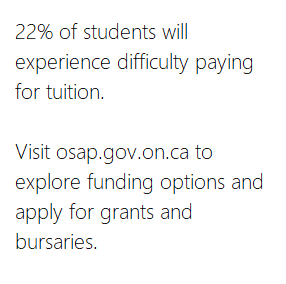 22% of students will
experience difficulty paying
for tuition.
Visit osap.gov.on.ca to
explore funding options and
apply for grants and
bursaries.